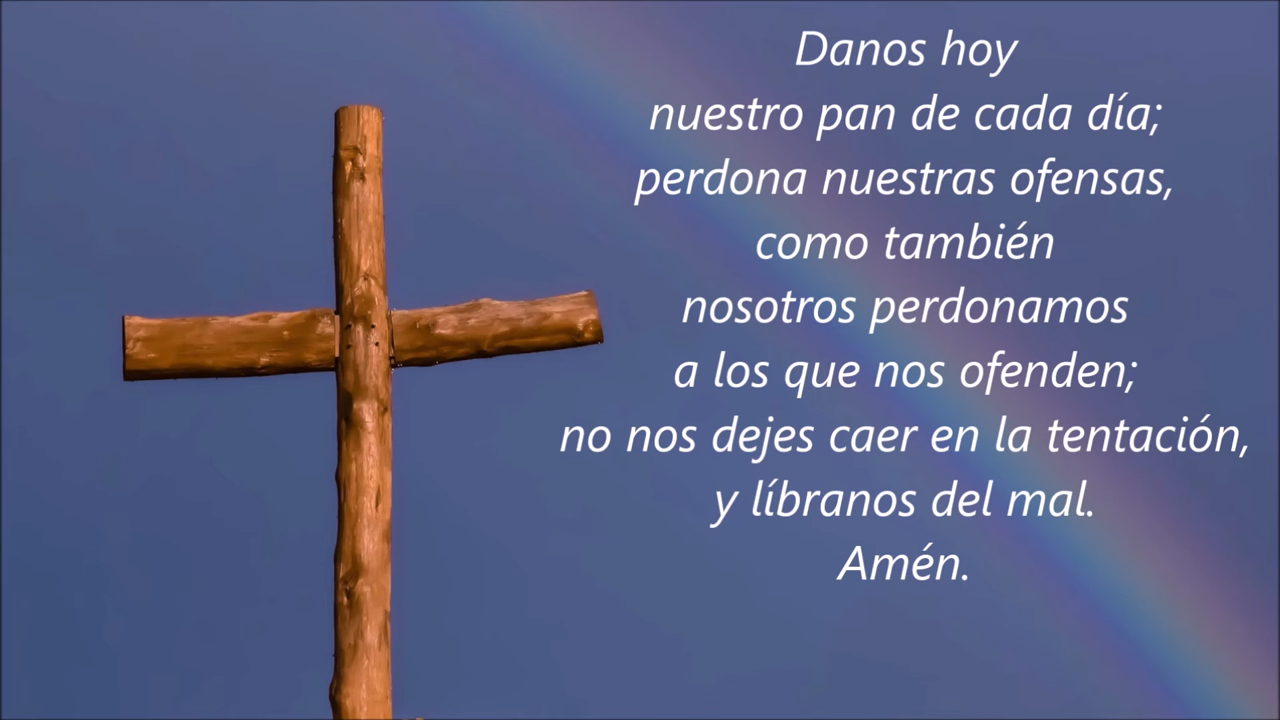 Danos hoy
nuestro pan de cada día;
perdona nuestras ofensas,
como también
nosotros perdonamos
a los que nos ofenden;
no nos dejes caer en la tentación,
y líbranos del mal.
Amén.